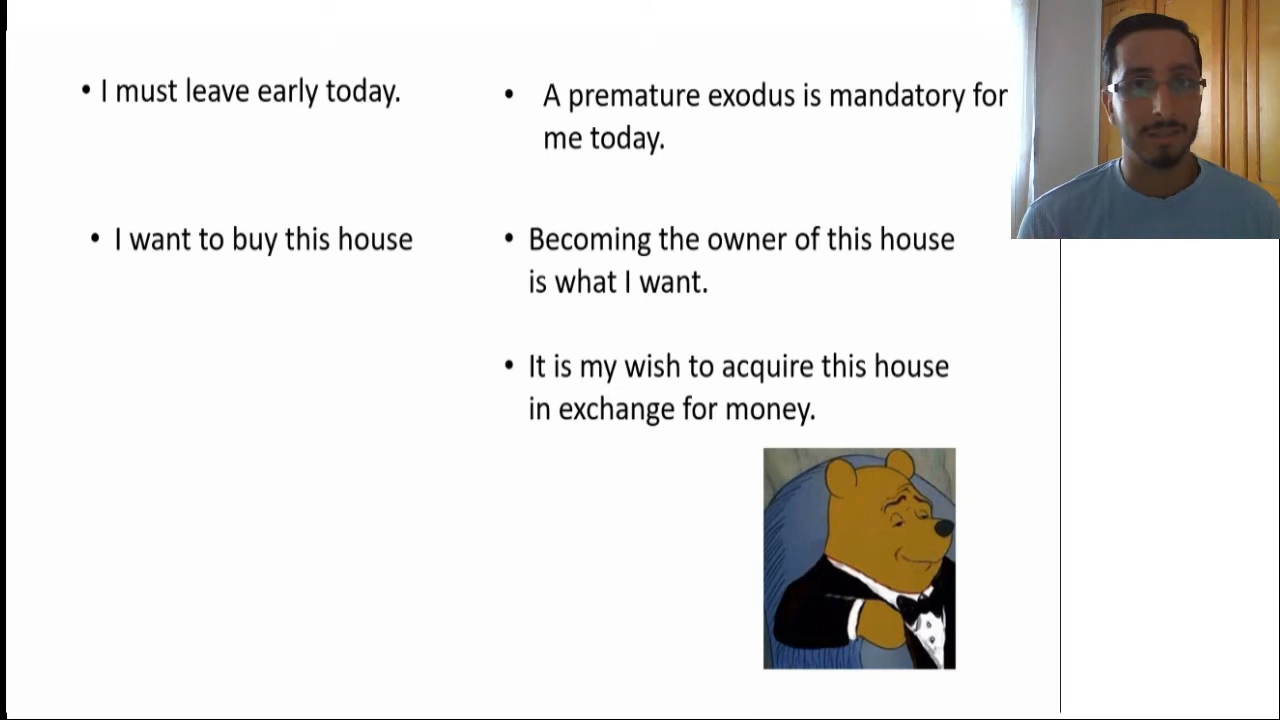 • I must leave early today.
• A premature exodus is mandatory for
me today.
• I want to buy this house
• Becoming the owner of this house
is what I want.
• It is my wish to acquire this house
in exchange for money.